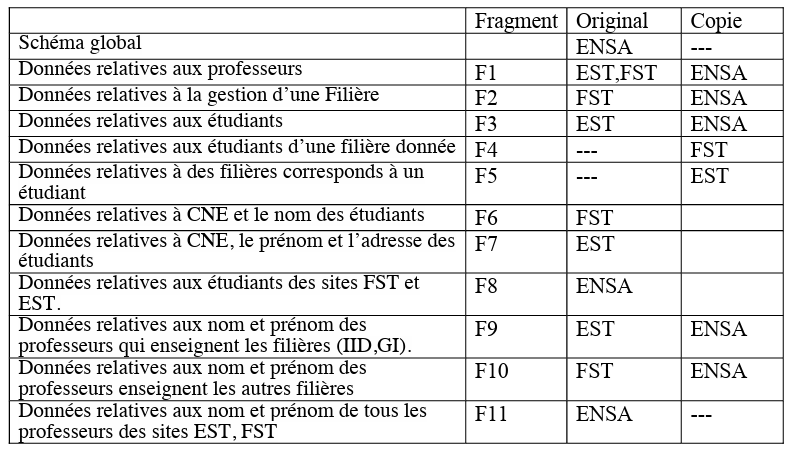 Fragment Original Copie
Schéma global ENSA ---
Données relatives aux professeurs F1 EST,FST ENSA
Données relatives à la gestion d’une Filière F2 FST ENSA
Données relatives aux étudiants F3 EST ENSA
Données relatives aux étudiants d’une filière donnée F4 --- FST
Données relatives à des filières corresponds à un F5 --- EST
étudiant
Données relatives à CNE et le nom des étudiants F6 FST
Données relatives à CNE, le prénom et l’adresse des F7 EST
étudiants
Données relatives aux étudiants des sites FST et F8 ENSA
EST.
Données relatives aux nom et prénom des F9 EST ENSA
professeurs qui enseignent les filières (IID,GI).
Données relatives aux nom et prénom des F10 FST ENSA
professeurs enseignent les autres filières
Données relatives aux nom et prénom de tous les F11 ENSA ---
professeurs des sites EST, FST